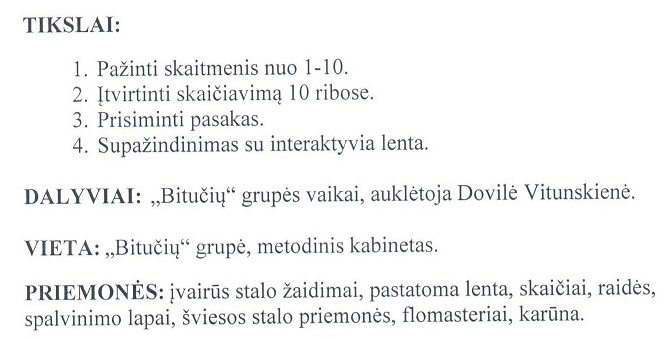 TIKSLAI:
1. Pažinti skaitmenis nuo 1-10.
2. Įtvirtinti skaičiavimą 10 ribose.
3. Prisiminti pasakas.
4. Supažindinimas su interaktyvia lenta.
DALYVIAI: „Bitučių“ grupės vaikai, auklėtoja Dovilė Vitunskienė.
VIETA: „Bitučių“ grupė, metodinis kabinetas.
PRIEMONĖS: įvairūs stalo žaidimai, pastatoma lenta, skaičiai, raidės,
spalvinimo lapai, šviesos stalo priemonės, flomasteriai, karūna.